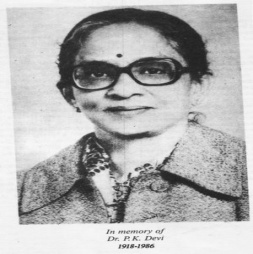 In memory of
Dr. P.K. Devi
1918-1986